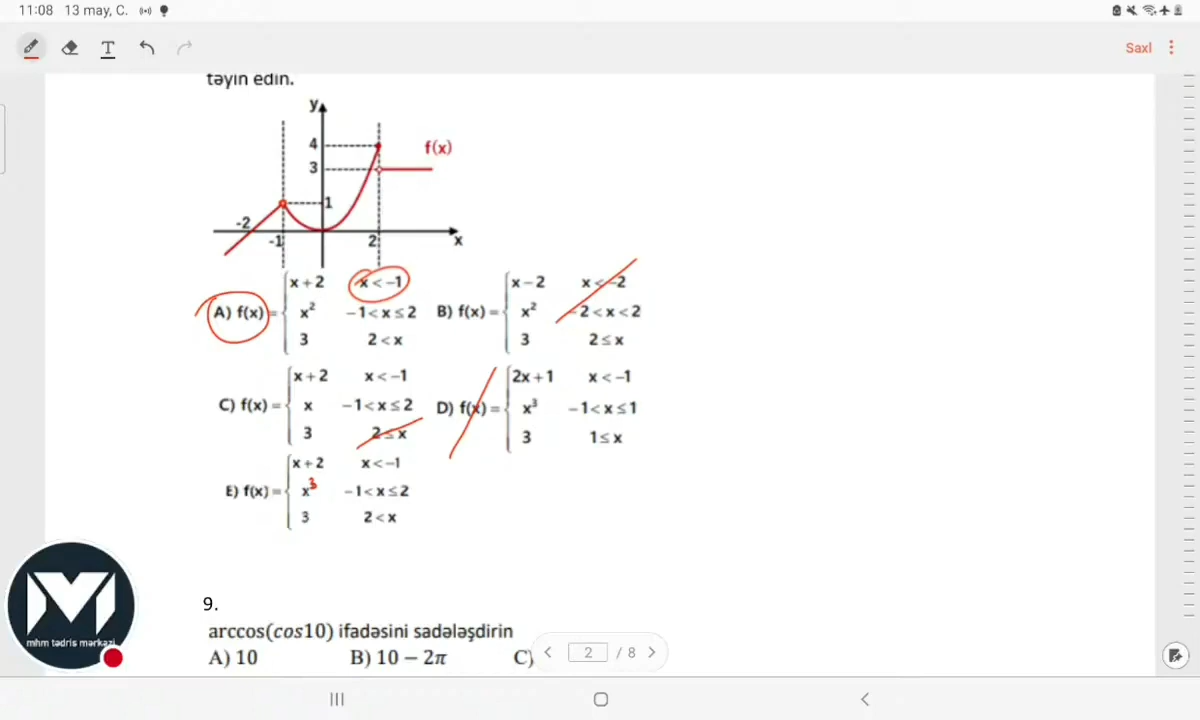 11:08 13 may, C.
T Saxl
təyin edin.
y
4
f(x)
3
1
-2
-1 2 x
A) f(x) = { x+2 x<-1
x² -1<x≤2
3 2<x
B) f(x) = { x-2 x<-2
x² -2<x<2
3 2≤x
C) f(x) = { x+2 x<-1
x -1<x≤2
3 2≤x
D) f(x) = { 2x+1 x<-1
x³ -1<x≤1
3 1≤x
E) f(x) = { x+2 x<-1
x³ -1<x≤2
3 2<x
M
mhm tədris mərkəzi
9.
arccos(cos10) ifadəsini sadələşdirin
A) 10 B) 10 − 2π C)
2 / 8